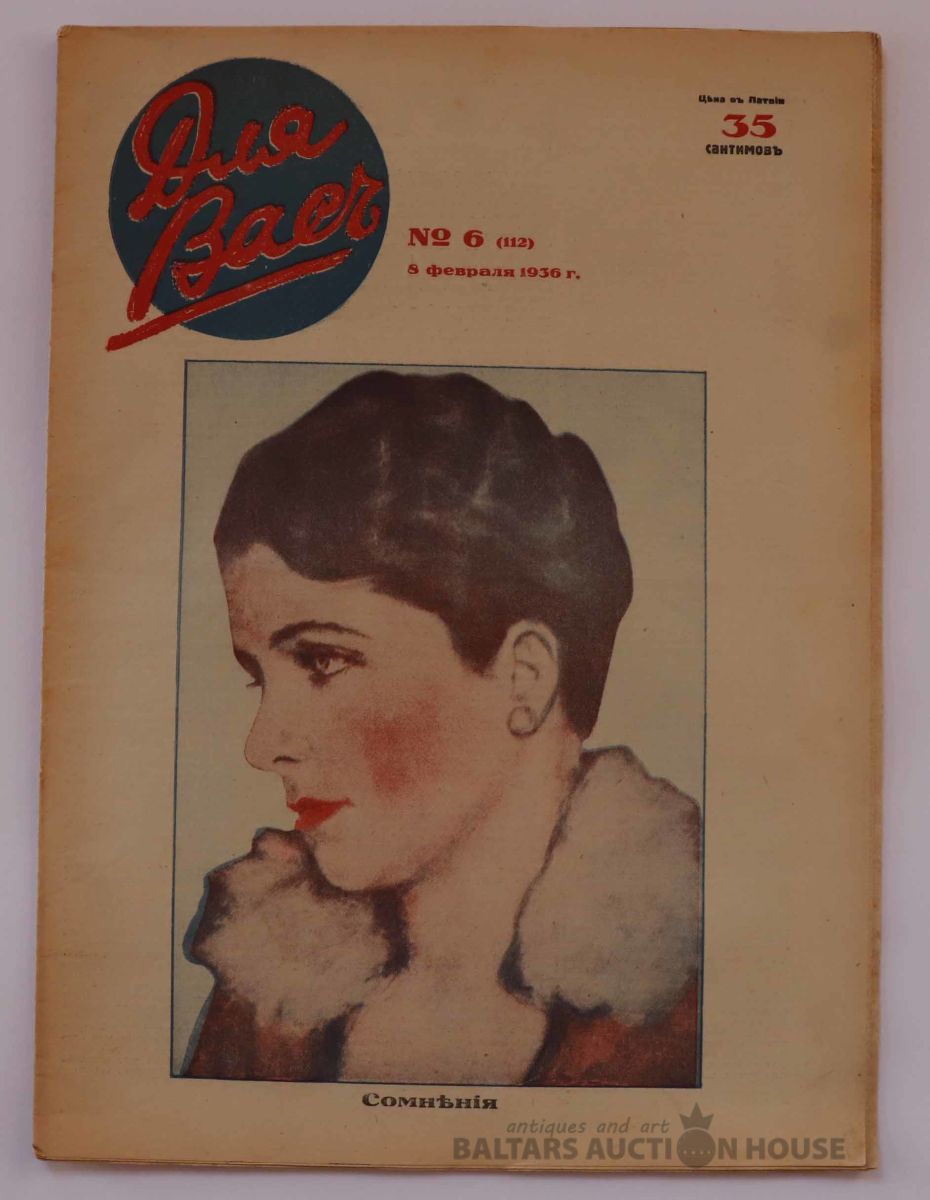 Для
Васъ
Цѣна въ Латвіи
35
сантимовъ
№ 6 (112)
8 февраля 1936 г.
Сомнѣнія
antiques and art
BALTARS AUCTION HOUSE